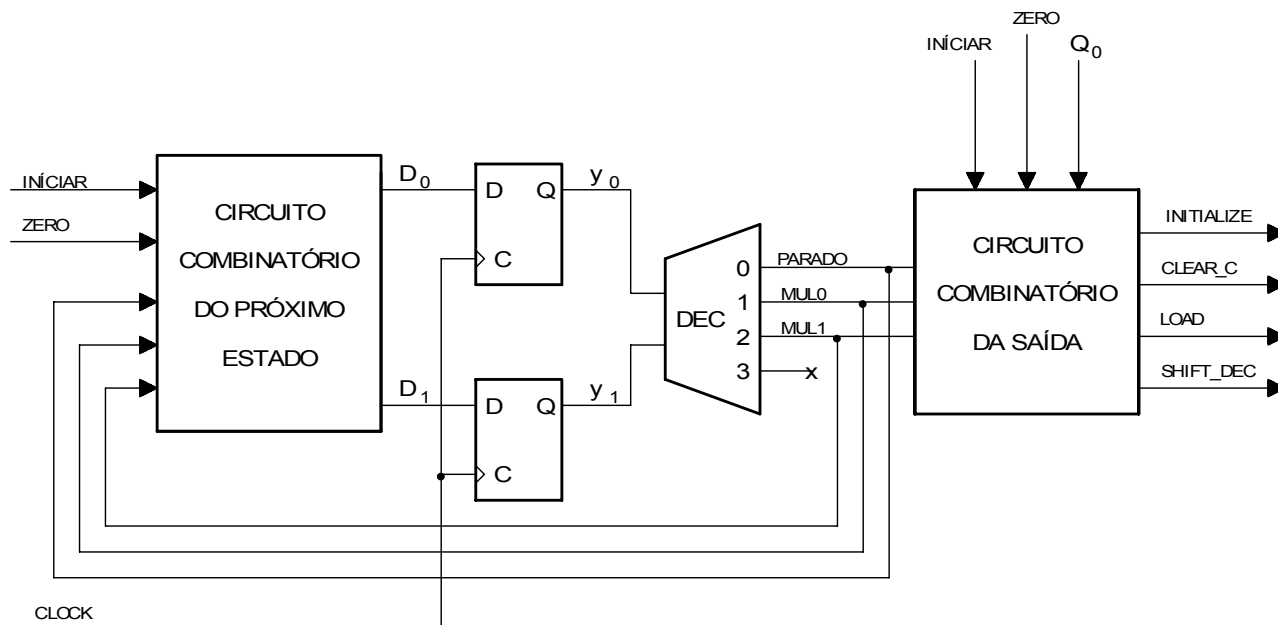 ZERO
INÍCIAR
Q0
INÍCIAR
ZERO
CIRCUITO
COMBINATÓRIO
DO PRÓXIMO
ESTADO
D0
D Q
C
y0
D1
D Q
C
y1
DEC
0
1
2
3
PARADO
MUL0
MUL1
x
CIRCUITO
COMBINATÓRIO
DA SAÍDA
INITIALIZE
CLEAR_C
LOAD
SHIFT_DEC
CLOCK